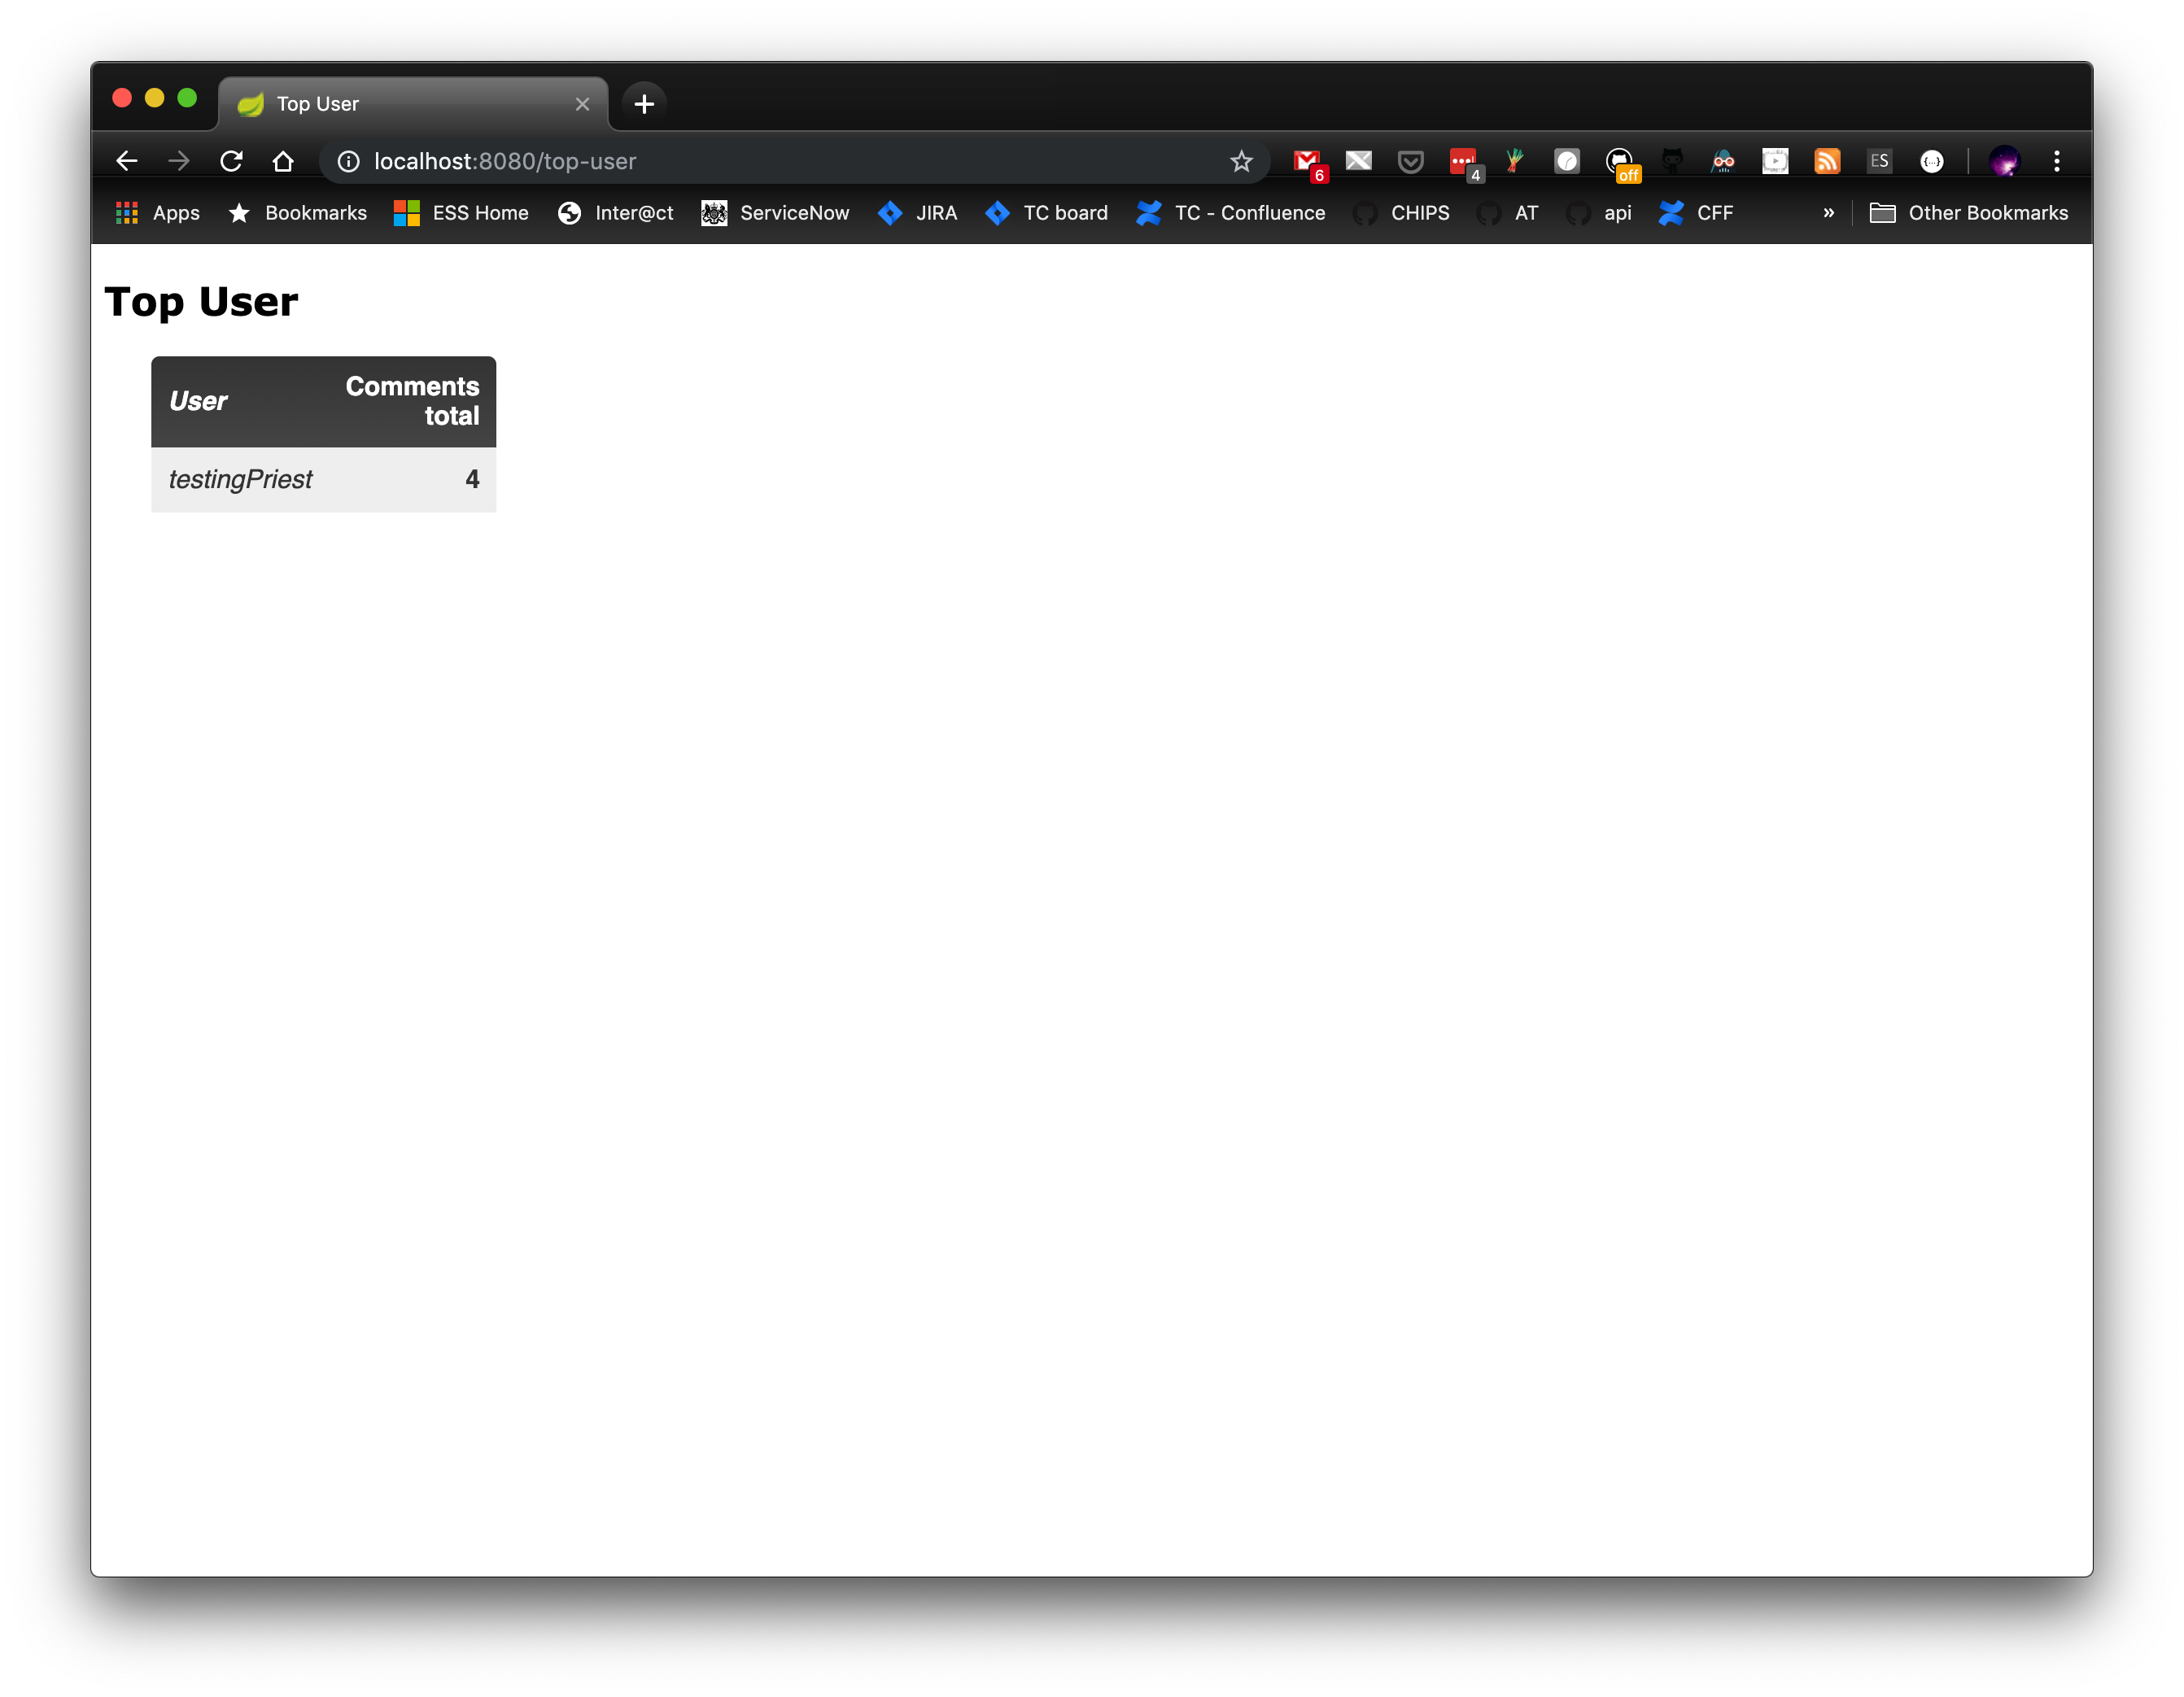 Top User
localhost:8080/top-user
6
4
off
ES
{...}
Apps
Bookmarks
ESS Home
Inter@ct
ServiceNow
JIRA
TC board
TC - Confluence
CHIPS
AT
api
CFF
»
Other Bookmarks
Top User
User
Comments
total
testingPriest
4